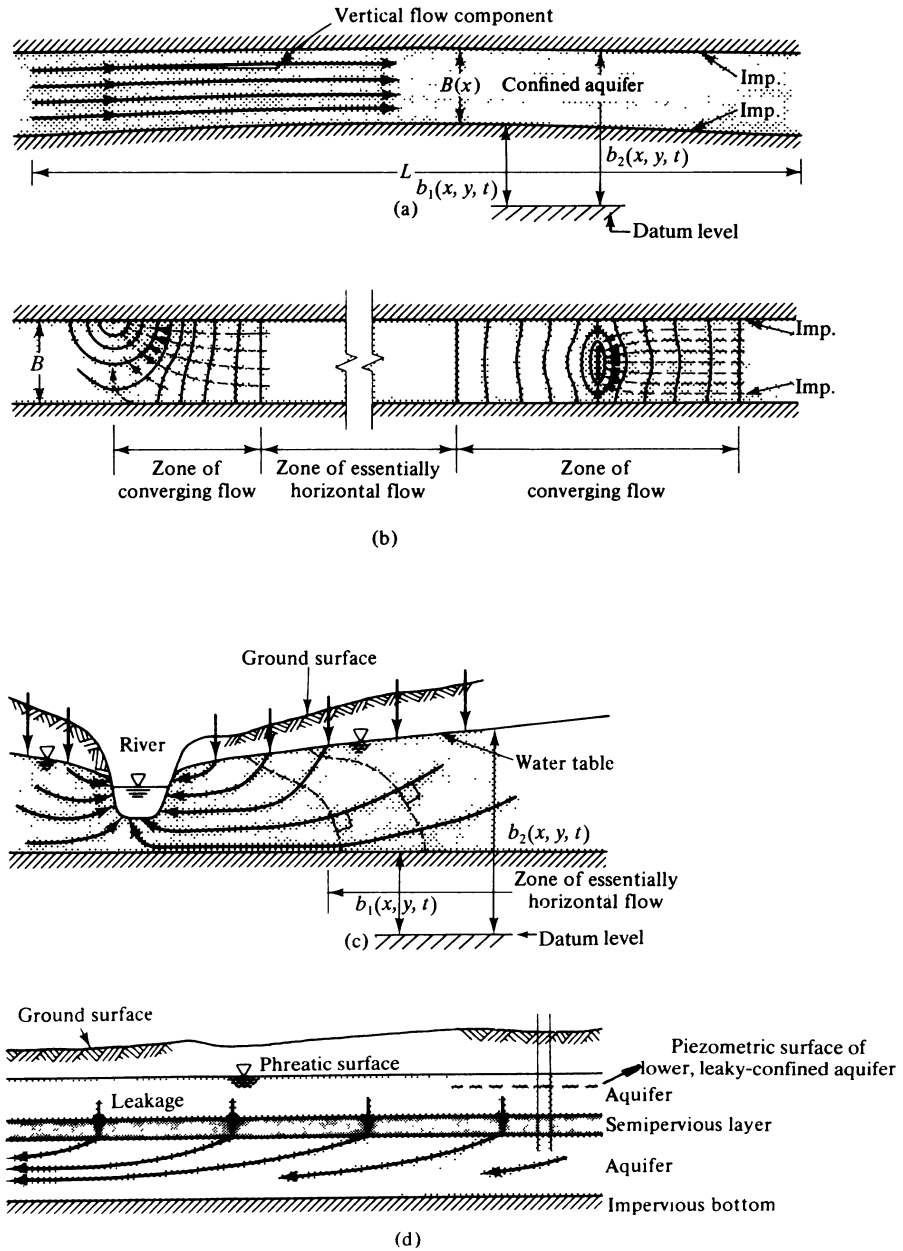 Vertical flow component
B(x) Confined aquifer
Imp.
Imp.
b₂(x, y, t)
L
b₁(x, y, t)
(a)
Datum level
B
Imp.
Imp.
Zone of
converging flow
Zone of essentially
horizontal flow
Zone of
converging flow
(b)
Ground surface
River
Water table
b₂(x, y, t)
Zone of essentially
horizontal flow
b₁(x, y, t)
(c)
Datum level
Ground surface
Phreatic surface
Piezometric surface of
lower, leaky-confined aquifer
Leakage
Aquifer
Semipervious layer
Aquifer
Impervious bottom
(d)